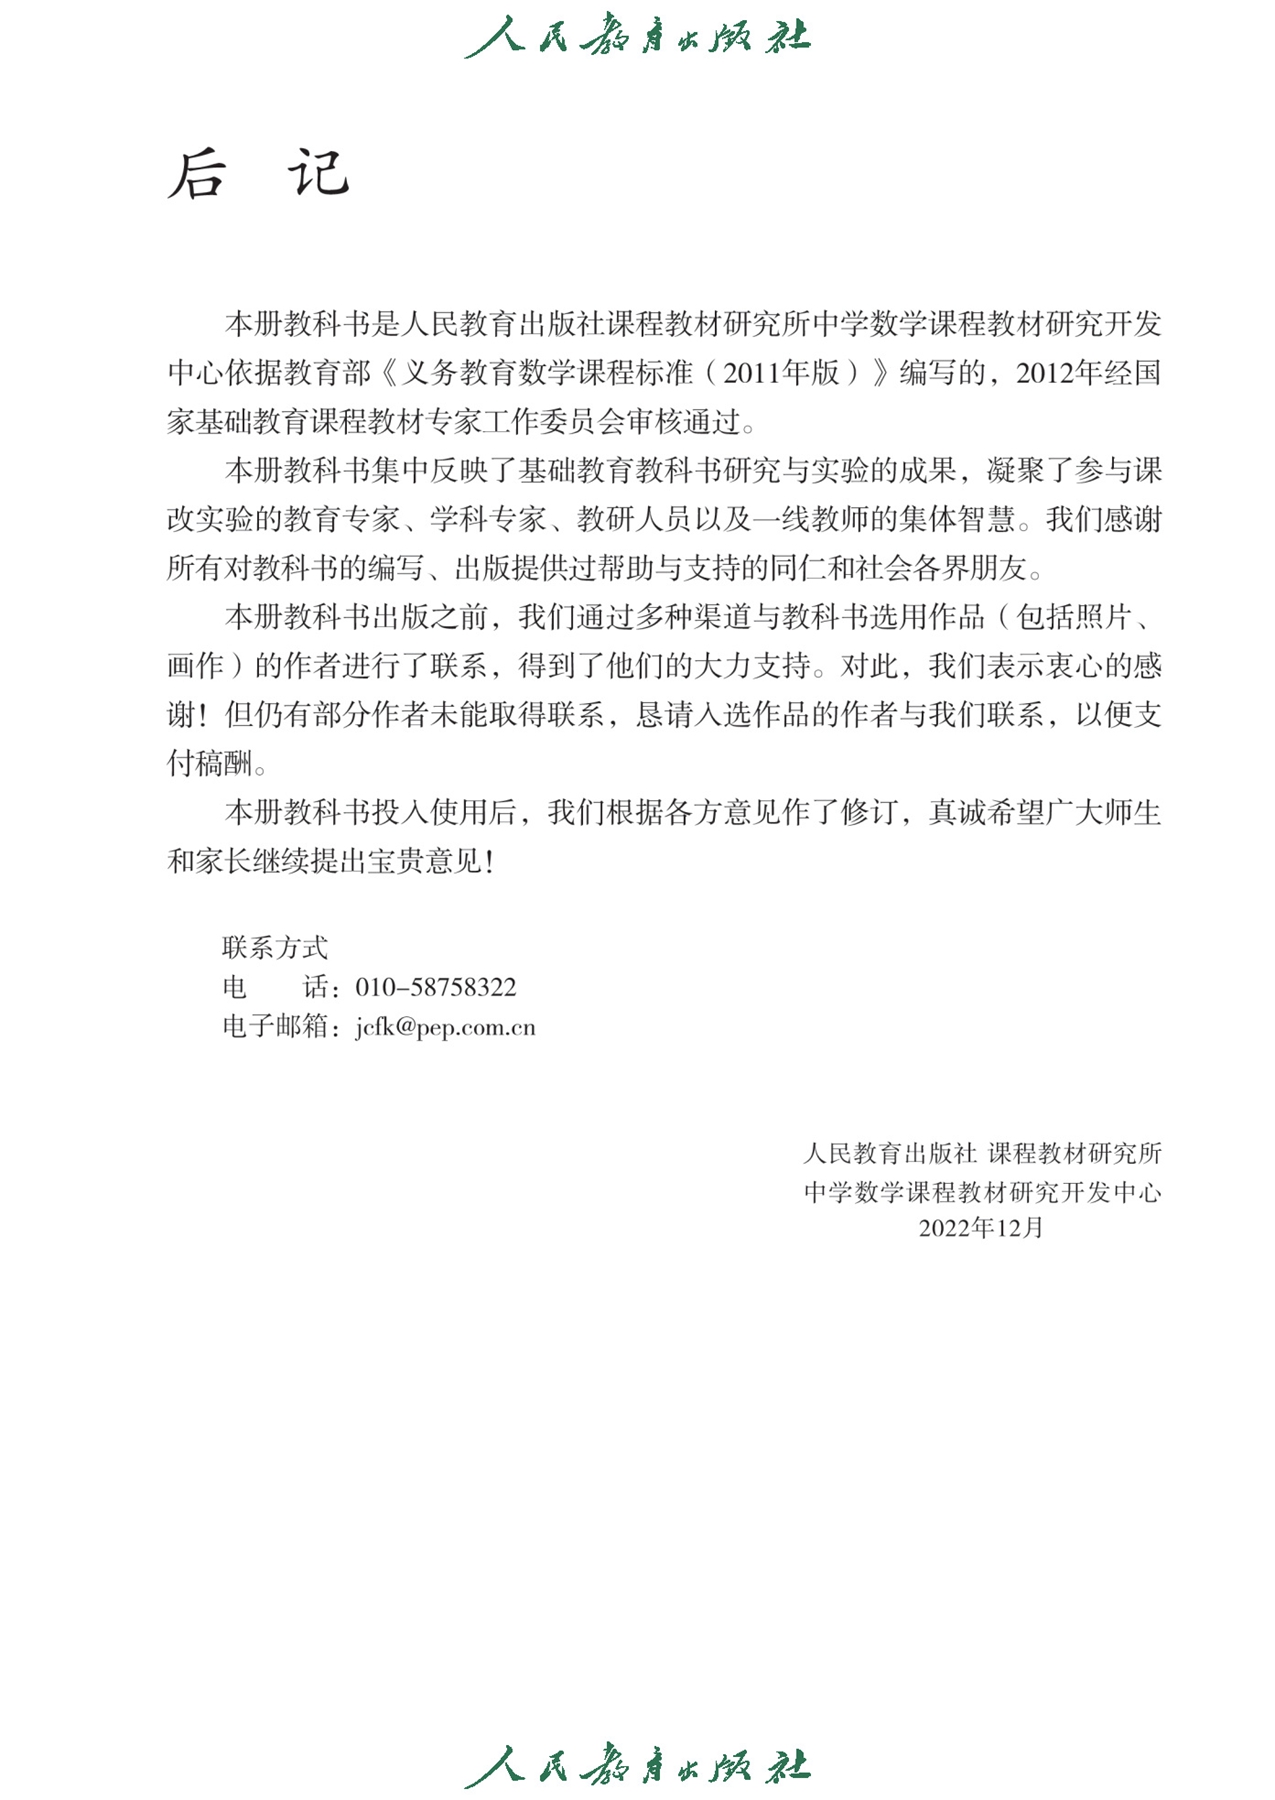 人民教育出版社
后 记
本册教科书是人民教育出版社课程教材研究所中学数学课程教材研究开发
中心依据教育部《义务教育数学课程标准（2011年版）》编写的，2012年经国
家基础教育课程教材专家工作委员会审核通过。
本册教科书集中反映了基础教育教科书研究与实验的成果，凝聚了参与课
改实验的教育专家、学科专家、教研人员以及一线教师的集体智慧。我们感谢
所有对教科书的编写、出版提供过帮助与支持的同仁和社会各界朋友。
本册教科书出版之前，我们通过多种渠道与教科书选用作品（包括照片、
画作）的作者进行了联系，得到了他们的大力支持。对此，我们表示衷心的感
谢！但仍有部分作者未能取得联系，恳请入选作品的作者与我们联系，以便支
付稿酬。
本册教科书投入使用后，我们根据各方意见作了修订，真诚希望广大师生
和家长继续提出宝贵意见！
联系方式
电 话：010-58758322
电子邮箱：jcfk@pep.com.cn
人民教育出版社 课程教材研究所
中学数学课程教材研究开发中心
2022年12月
人民教育出版社